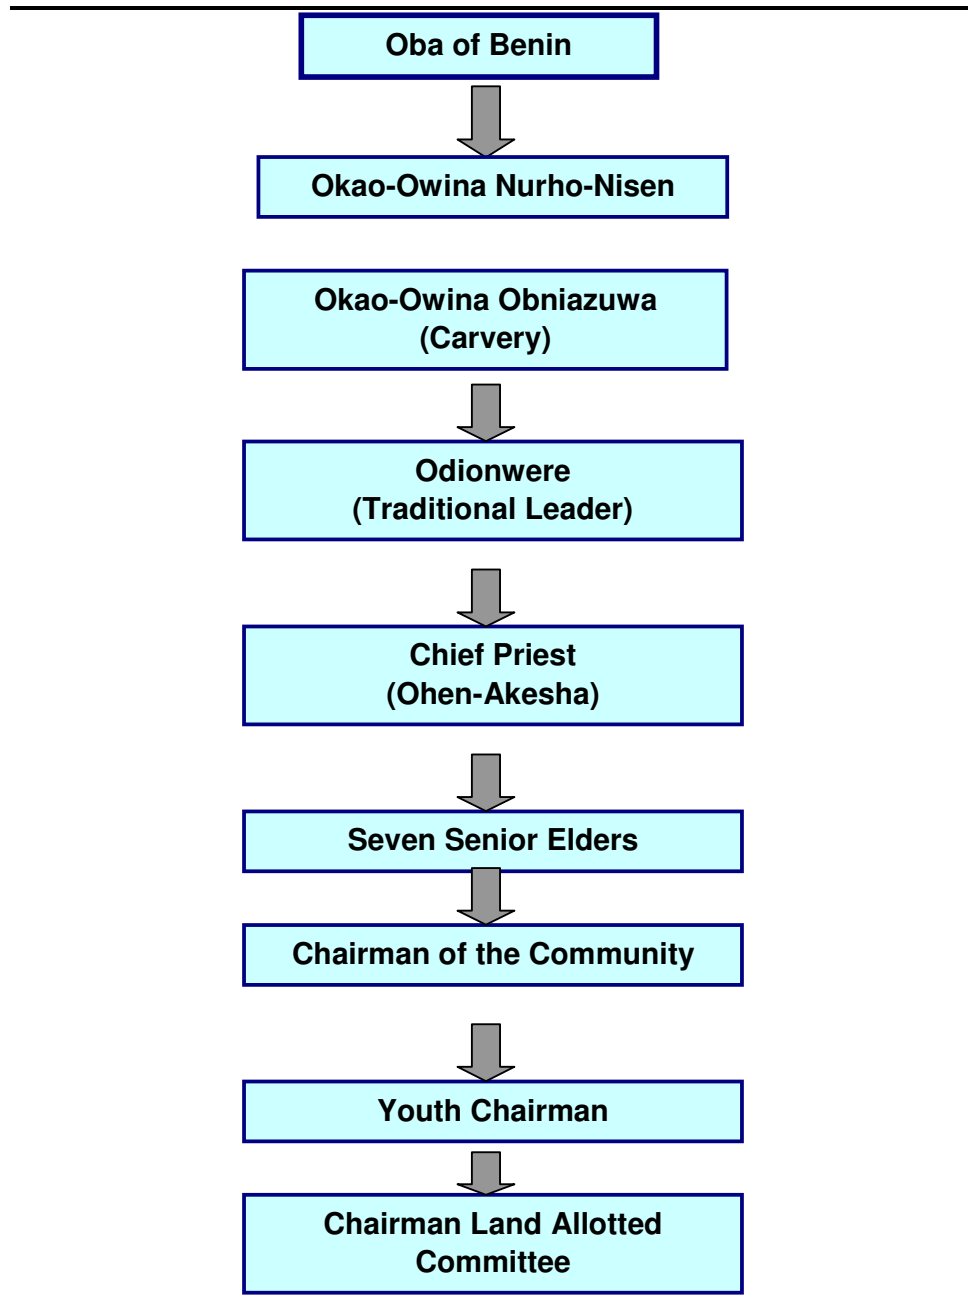 Oba of Benin
Okao-Owina Nurho-Nisen
Okao-Owina Obniazuwa
(Carvery)
Odionwere
(Traditional Leader)
Chief Priest
(Ohen-Akesha)
Seven Senior Elders
Chairman of the Community
Youth Chairman
Chairman Land Allotted
Committee